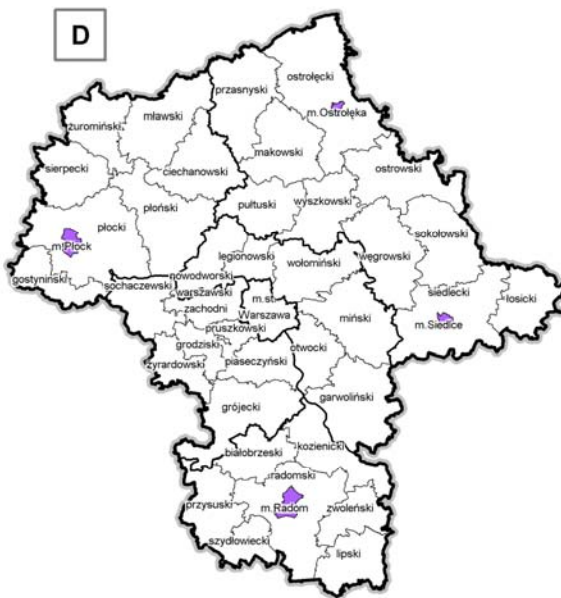 D
ostrołęcki
przasnyski
m.Ostrołęka
mławski
żuromiński
makowski
ciechanowski
sierpecki
ostrowski
płoński
pułtuski
wyszkowski
płocki
sokołowski
m.Płock
legionowski
wołomiński
węgrowski
nowodworski
gostyniński
sochaczewski
siedlecki
łosicki
warszawski
zachodni
m.st.
Warszawa
miński
m.Siedlce
pruszkowski
grodziski
otwocki
żyrardowski
piaseczyński
garwoliński
grójecki
kozienicki
białobrzeski
radomski
przysuski
m.Radom
zwoleński
szydłowiecki
lipski